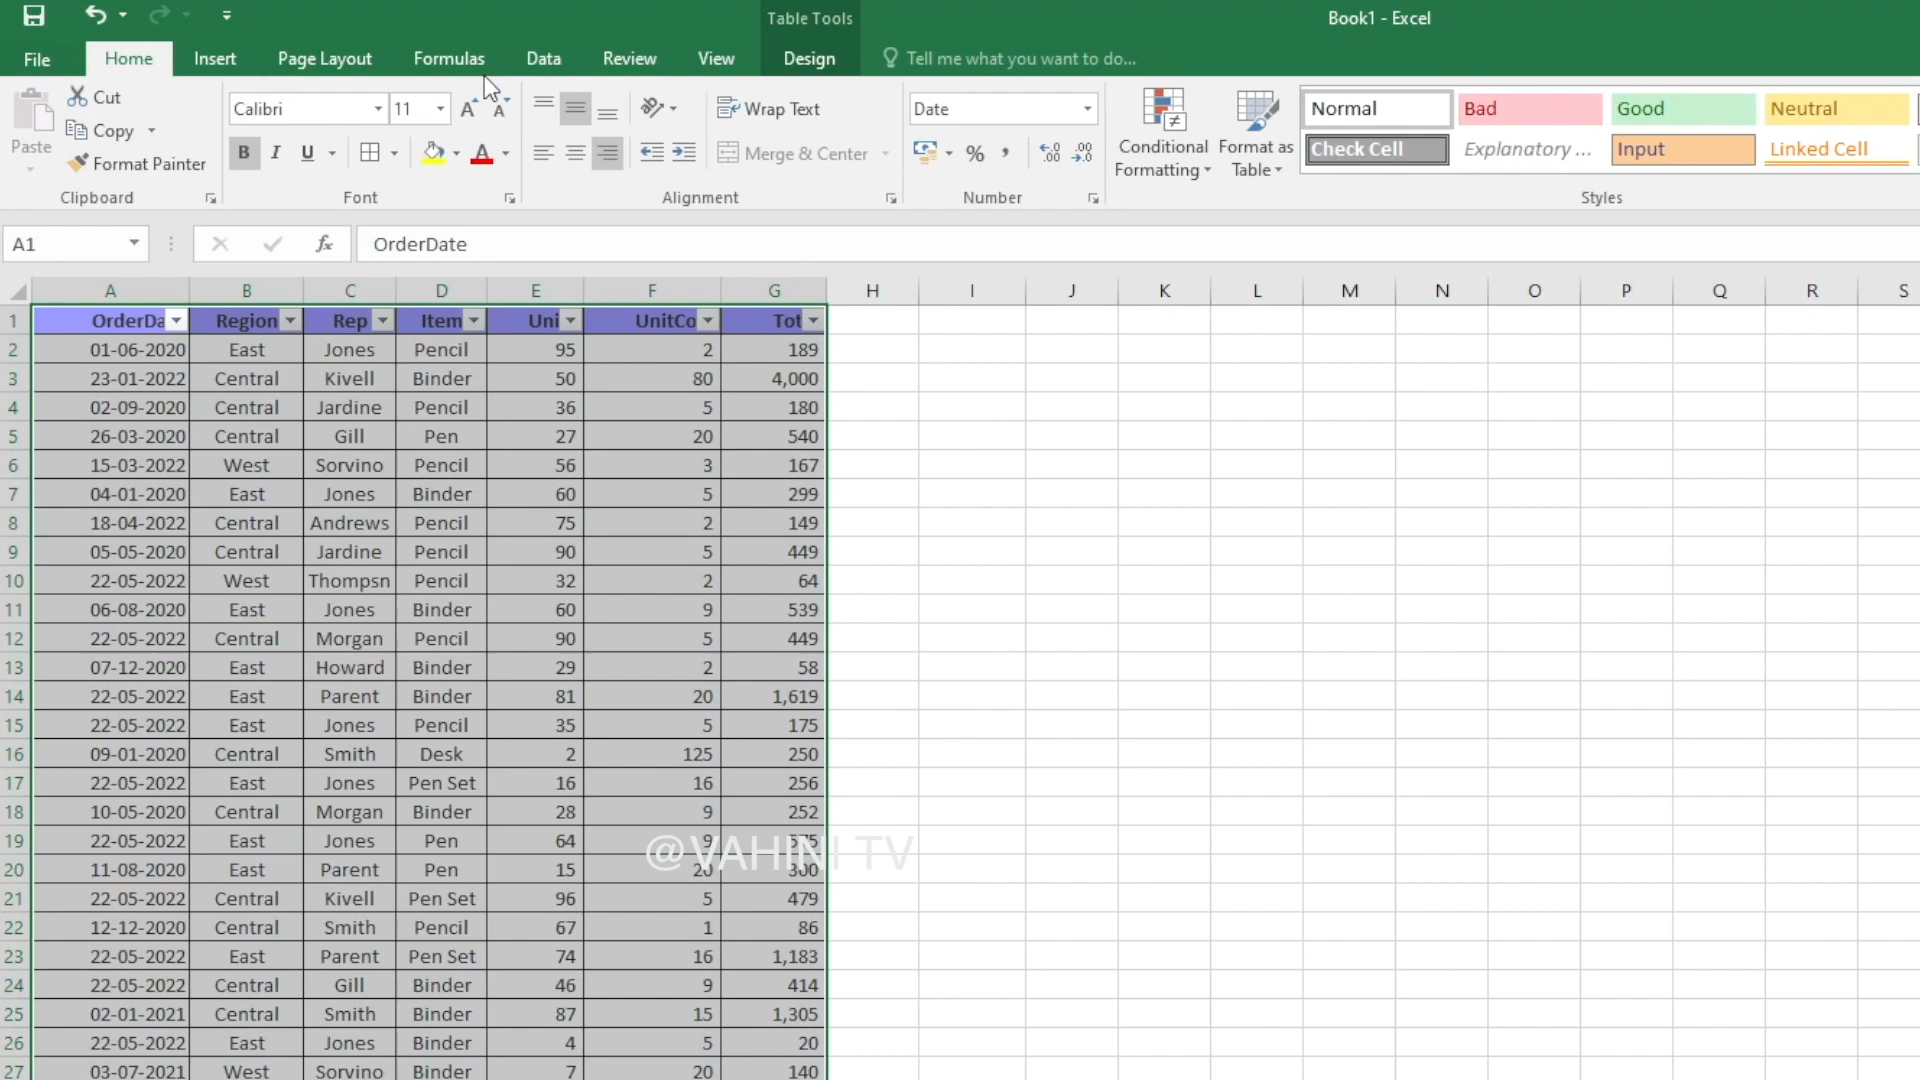 Table Tools
Book1 - Excel
File Home Insert Page Layout Formulas Data Review View Design Tell me what you want to do...
Paste
Cut
Copy
Format Painter
Clipboard
Calibri 11
B I U A
Font
Wrap Text
Merge & Center
Alignment
Date
% ,
Number
Conditional Formatting
Format as Table
Normal Bad Good Neutral
Check Cell Explanatory ... Input Linked Cell
Styles
A1 fx OrderDate
A B C D E F G H I J K L M N O P Q R S
1 OrderDa Region Rep Item Uni UnitCo Tot
2 01-06-2020 East Jones Pencil 95 2 189
3 23-01-2022 Central Kivell Binder 50 80 4,000
4 02-09-2020 Central Jardine Pencil 36 5 180
5 26-03-2020 Central Gill Pen 27 20 540
6 15-03-2022 West Sorvino Pencil 56 3 167
7 04-01-2020 East Jones Binder 60 5 299
8 18-04-2022 Central Andrews Pencil 75 2 149
9 05-05-2020 Central Jardine Pencil 90 5 449
10 22-05-2022 West Thompsn Pencil 32 2 64
11 06-08-2020 East Jones Binder 60 9 539
12 22-05-2022 Central Morgan Pencil 90 5 449
13 07-12-2020 East Howard Binder 29 2 58
14 22-05-2022 East Parent Binder 81 20 1,619
15 22-05-2022 East Jones Pencil 35 5 175
16 09-01-2020 Central Smith Desk 2 125 250
17 22-05-2022 East Jones Pen Set 16 16 256
18 10-05-2020 Central Morgan Binder 28 9 252
19 22-05-2022 East Jones Pen 64 9 575
@VAHINI TV
20 11-08-2020 East Parent Pen 15 20 300
21 22-05-2022 Central Kivell Pen Set 96 5 479
22 12-12-2020 Central Smith Pencil 67 1 86
23 22-05-2022 East Parent Pen Set 74 16 1,183
24 22-05-2022 Central Gill Binder 46 9 414
25 02-01-2021 Central Smith Binder 87 15 1,305
26 22-05-2022 East Jones Binder 4 5 20
27 03-07-2021 West Sorvino Binder 7 20 140